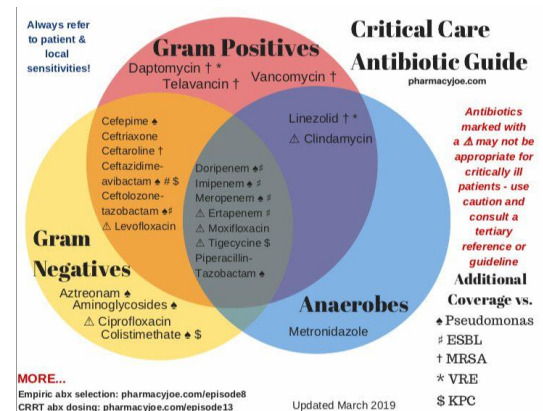 Always refer
to patient &
local
sensitivities!
Critical Care
Antibiotic Guide
pharmacyjoe.com
Gram Positives
Daptomycin † *
Telavancin †
Vancomycin †
Linezolid † *
⚠ Clindamycin
Cefepime ♠
Ceftriaxone
Ceftaroline †
Ceftazidime-
avibactam ♠ # $
Ceftolozone-
tazobactam ♠♯
⚠ Levofloxacin
Doripenem ♠♯
Imipenem ♠ ♯
Meropenem ♠ ♯
⚠ Ertapenem ♯
⚠ Moxifloxacin
⚠ Tigecycline $
Piperacillin-
Tazobactam ♠
Gram
Negatives
Aztreonam ♠
Aminoglycosides ♠
⚠ Ciprofloxacin
Colistimethate ♠ $
Anaerobes
Metronidazole
Antibiotics
marked with
a ⚠ may not be
appropriate for
critically ill
patients - use
caution and
consult a
tertiary
reference or
guideline
Additional
Coverage vs.
♠ Pseudomonas
♯ ESBL
† MRSA
* VRE
$ KPC
MORE...
Empiric abx selection: pharmacyjoe.com/episode8
CRRT abx dosing: pharmacyjoe.com/episode13
Updated March 2019